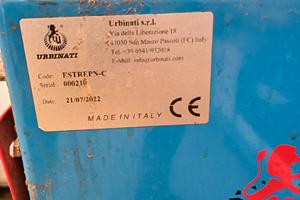 Urbinati s.r.l.
Via della Liberazione 18
47030 San Mauro Pascoli (FC) Italy
Tel. +39 0541/932018
E-Mail: info@urbinati.com
URBINATI
Code: ESTREPN-C
Serial: 000210
Date: 21/07/2022
MADE IN ITALY CE